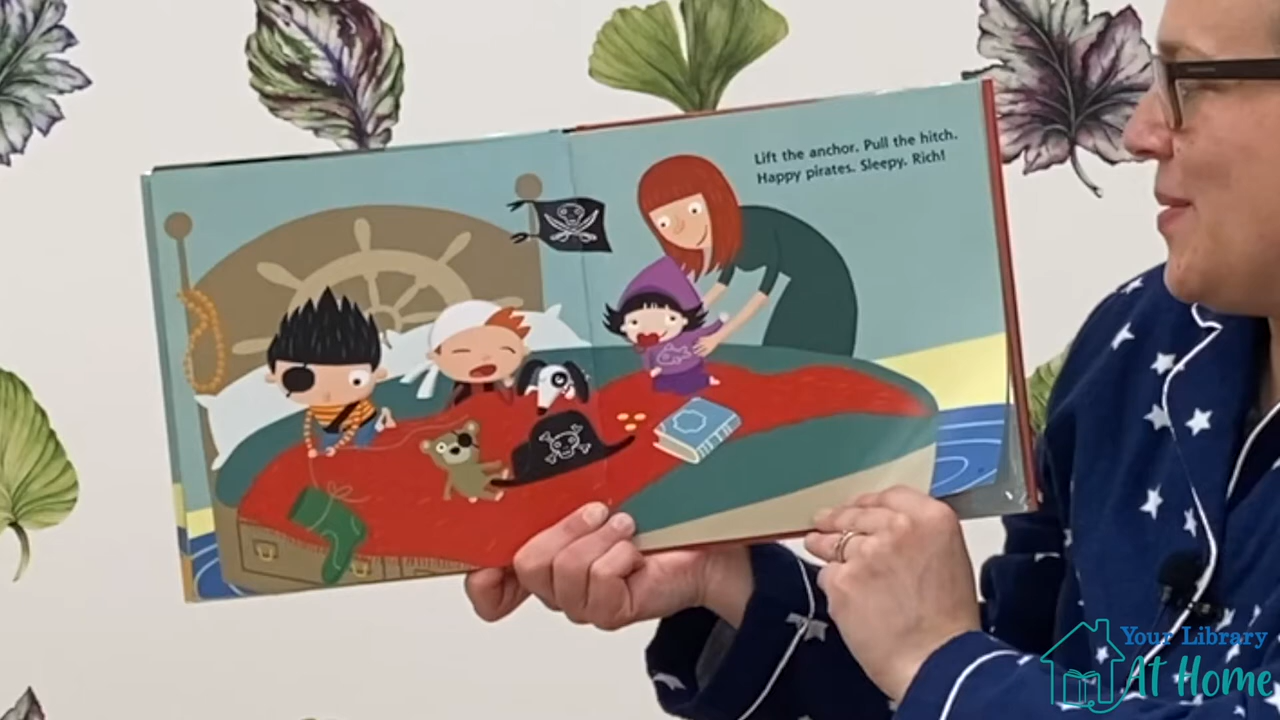 Lift the anchor. Pull the hitch.
Happy pirates. Sleepy. Rich!
Your Library
At Home